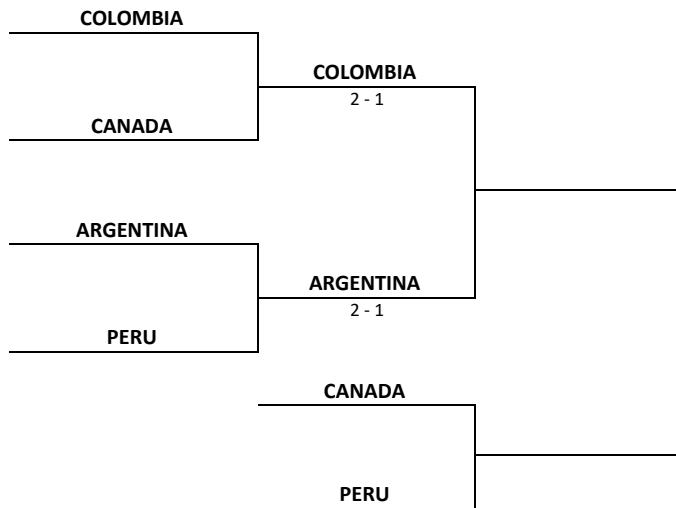 COLOMBIA
COLOMBIA
2 - 1
CANADA
ARGENTINA
ARGENTINA
2 - 1
PERU
CANADA
PERU